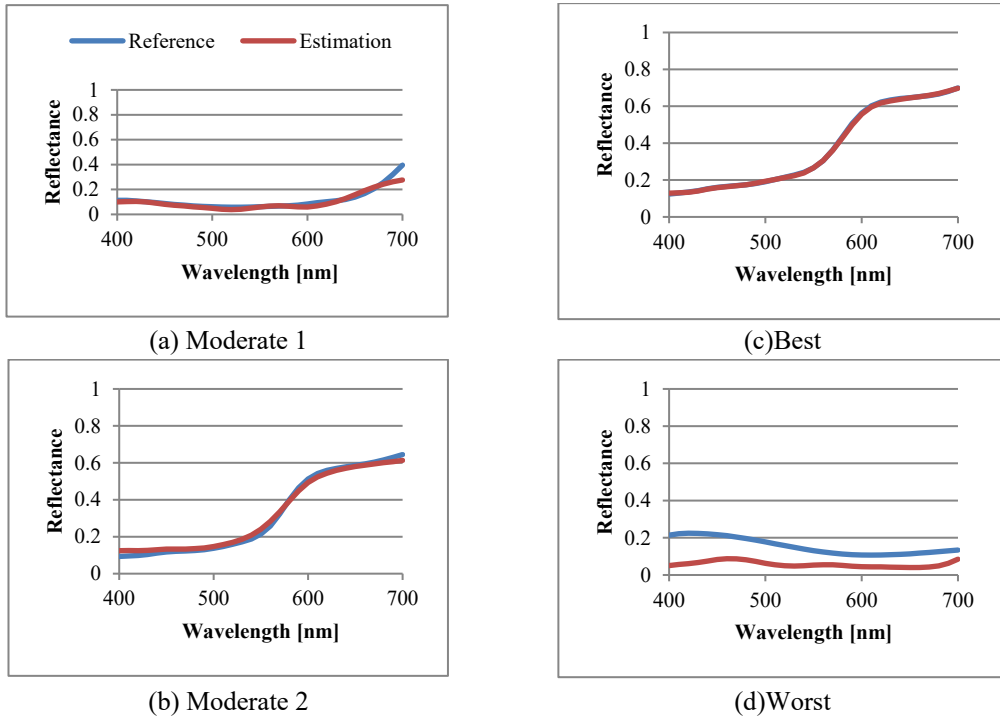 Reference Estimation
1
0.8
0.6
0.4
0.2
0
Reflectance
400 500 600 700
Wavelength [nm]
(a) Moderate 1
1
0.8
0.6
0.4
0.2
0
Reflectance
400 500 600 700
Wavelength [nm]
(c)Best
1
0.8
0.6
0.4
0.2
0
Reflectance
400 500 600 700
Wavelength [nm]
(b) Moderate 2
1
0.8
0.6
0.4
0.2
0
Reflectance
400 500 600 700
Wavelength [nm]
(d)Worst